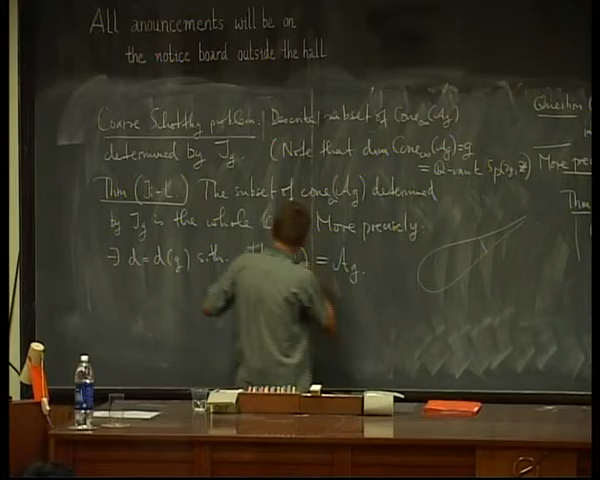 All anouncements will be on
the notice board outside the hall
Coarse Schottky problem: Describe subset of Cone∞(Ag)
determined by Jg. (Note that dim Cone∞(Ag)=g
= Q-rank Sp(2g,Z)
Thm (Ji-L.) The subset of Cone∞(Ag) determined
by Jg is the whole More precisely:
∃ d=d(g) s.th. = Ag.
Question
More
Thm